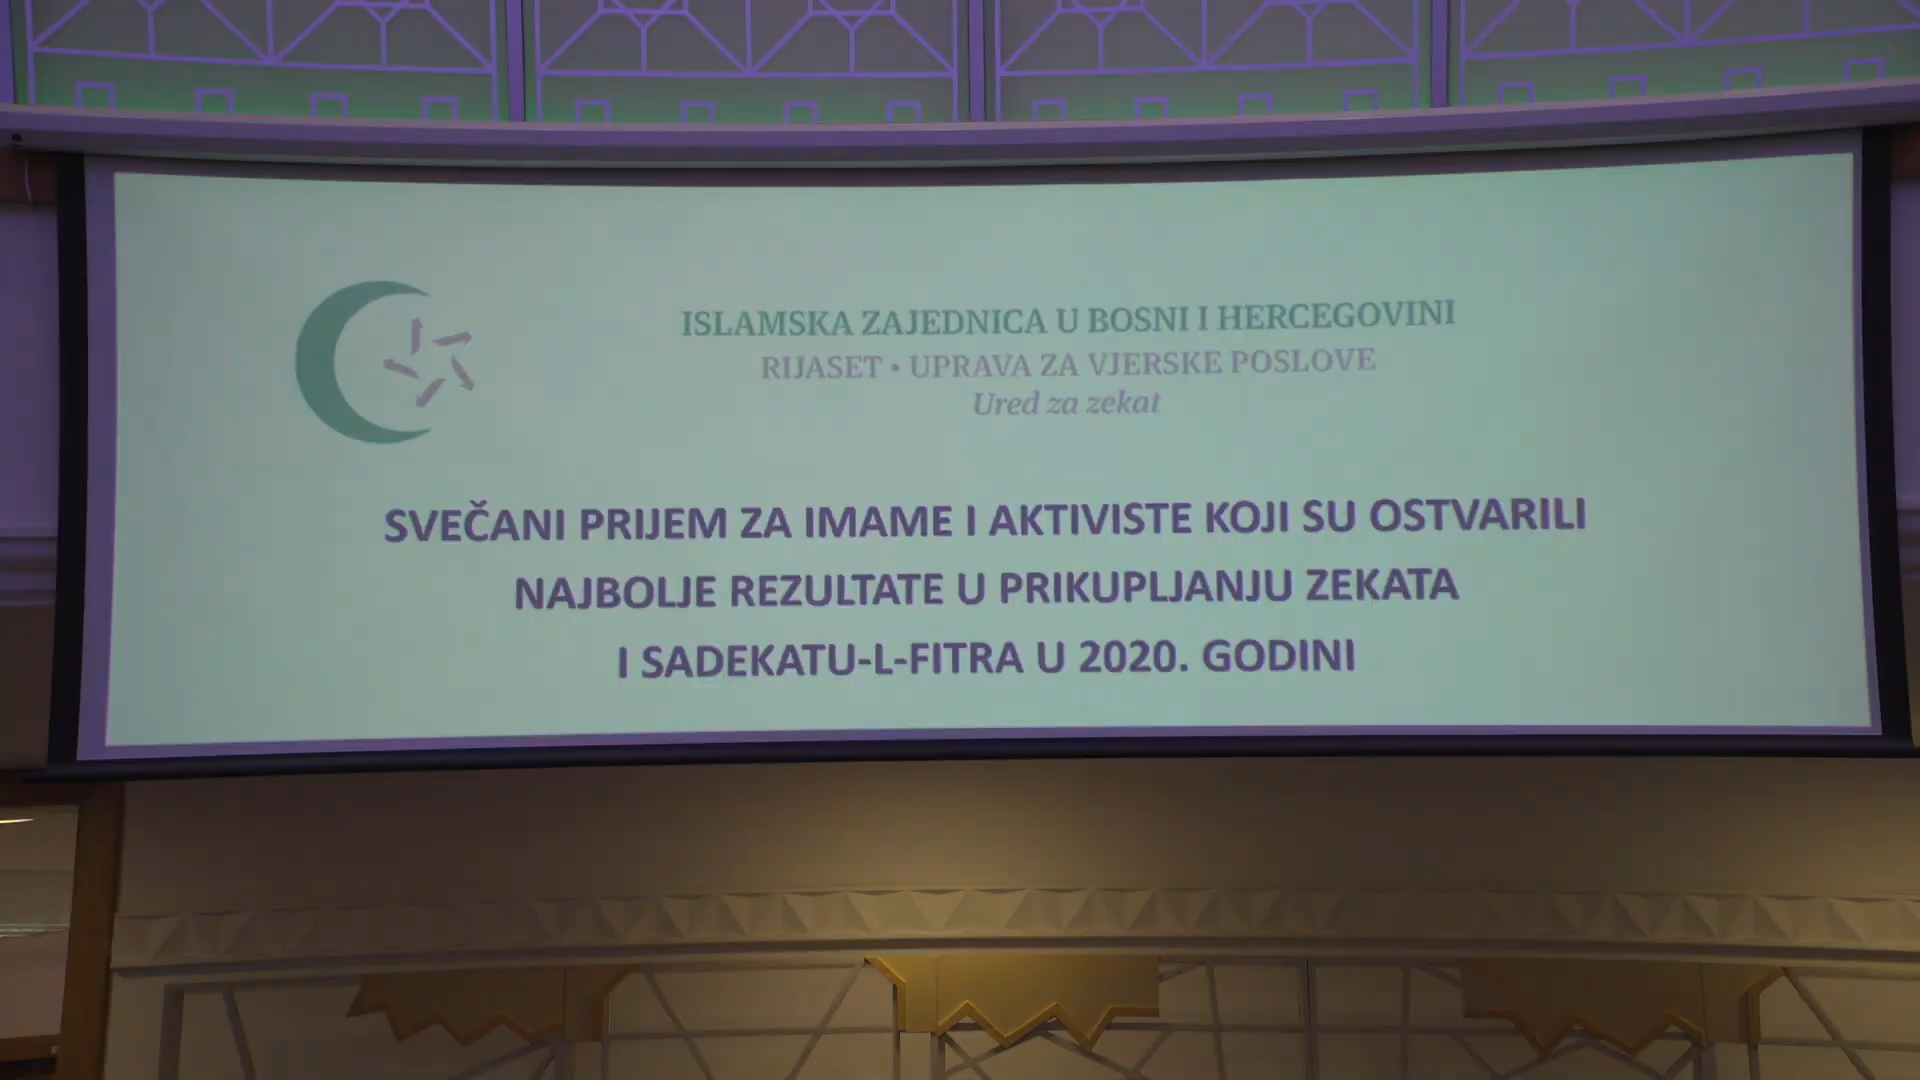 ISLAMSKA ZAJEDNICA U BOSNI I HERCEGOVINI
RIJASET • UPRAVA ZA VJERSKE POSLOVE
Ured za zekat
SVEČANI PRIJEM ZA IMAME I AKTIVISTE KOJI SU OSTVARILI
NAJBOLJE REZULTATE U PRIKUPLJANJU ZEKATA
I SADEKATU-L-FITRA U 2020. GODINI